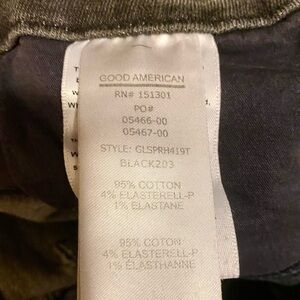 GOOD AMERICAN
RN# 151301
PO#
05466-00
05467-00
STYLE: GLSPRH419T
BLACK203
95% COTTON
4% ELASTERELL-P
1% ELASTANE
95% COTON
4% ELASTERELL-P
1% ÉLASTHANNE